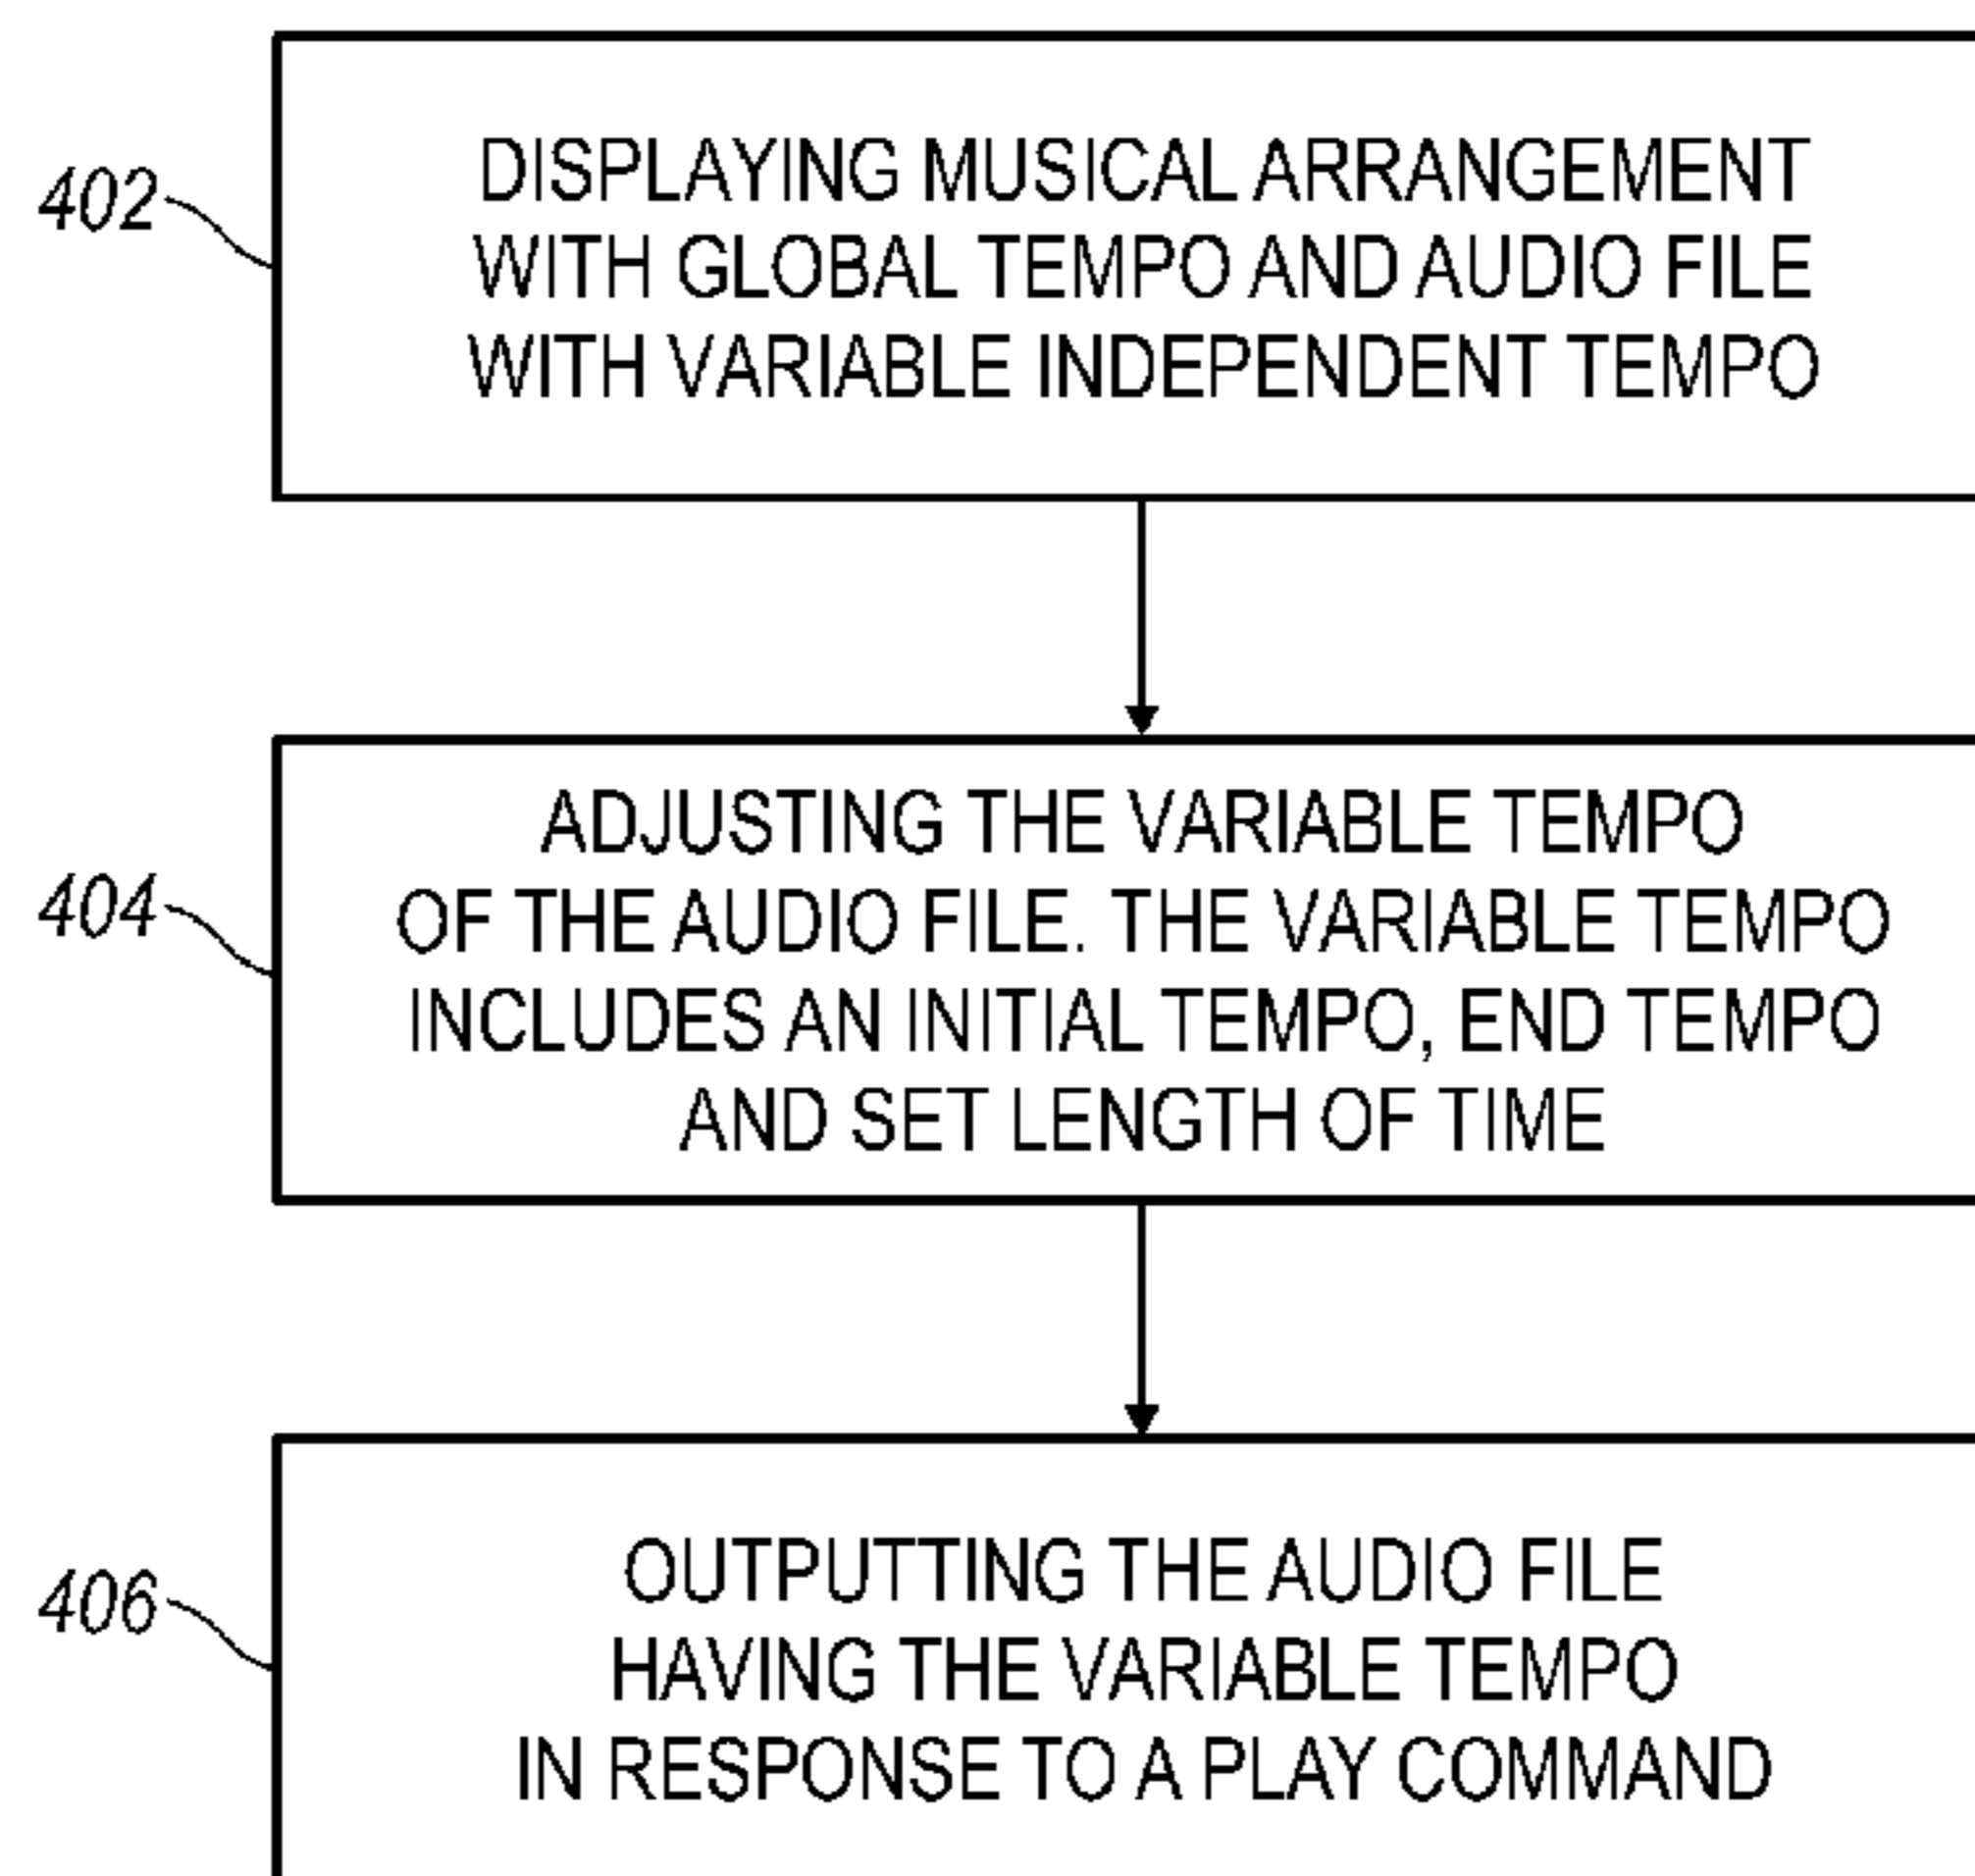 402
DISPLAYING MUSICAL ARRANGEMENT
WITH GLOBAL TEMPO AND AUDIO FILE
WITH VARIABLE INDEPENDENT TEMPO
404
ADJUSTING THE VARIABLE TEMPO
OF THE AUDIO FILE. THE VARIABLE TEMPO
INCLUDES AN INITIAL TEMPO, END TEMPO
AND SET LENGTH OF TIME
406
OUTPUTTING THE AUDIO FILE
HAVING THE VARIABLE TEMPO
IN RESPONSE TO A PLAY COMMAND